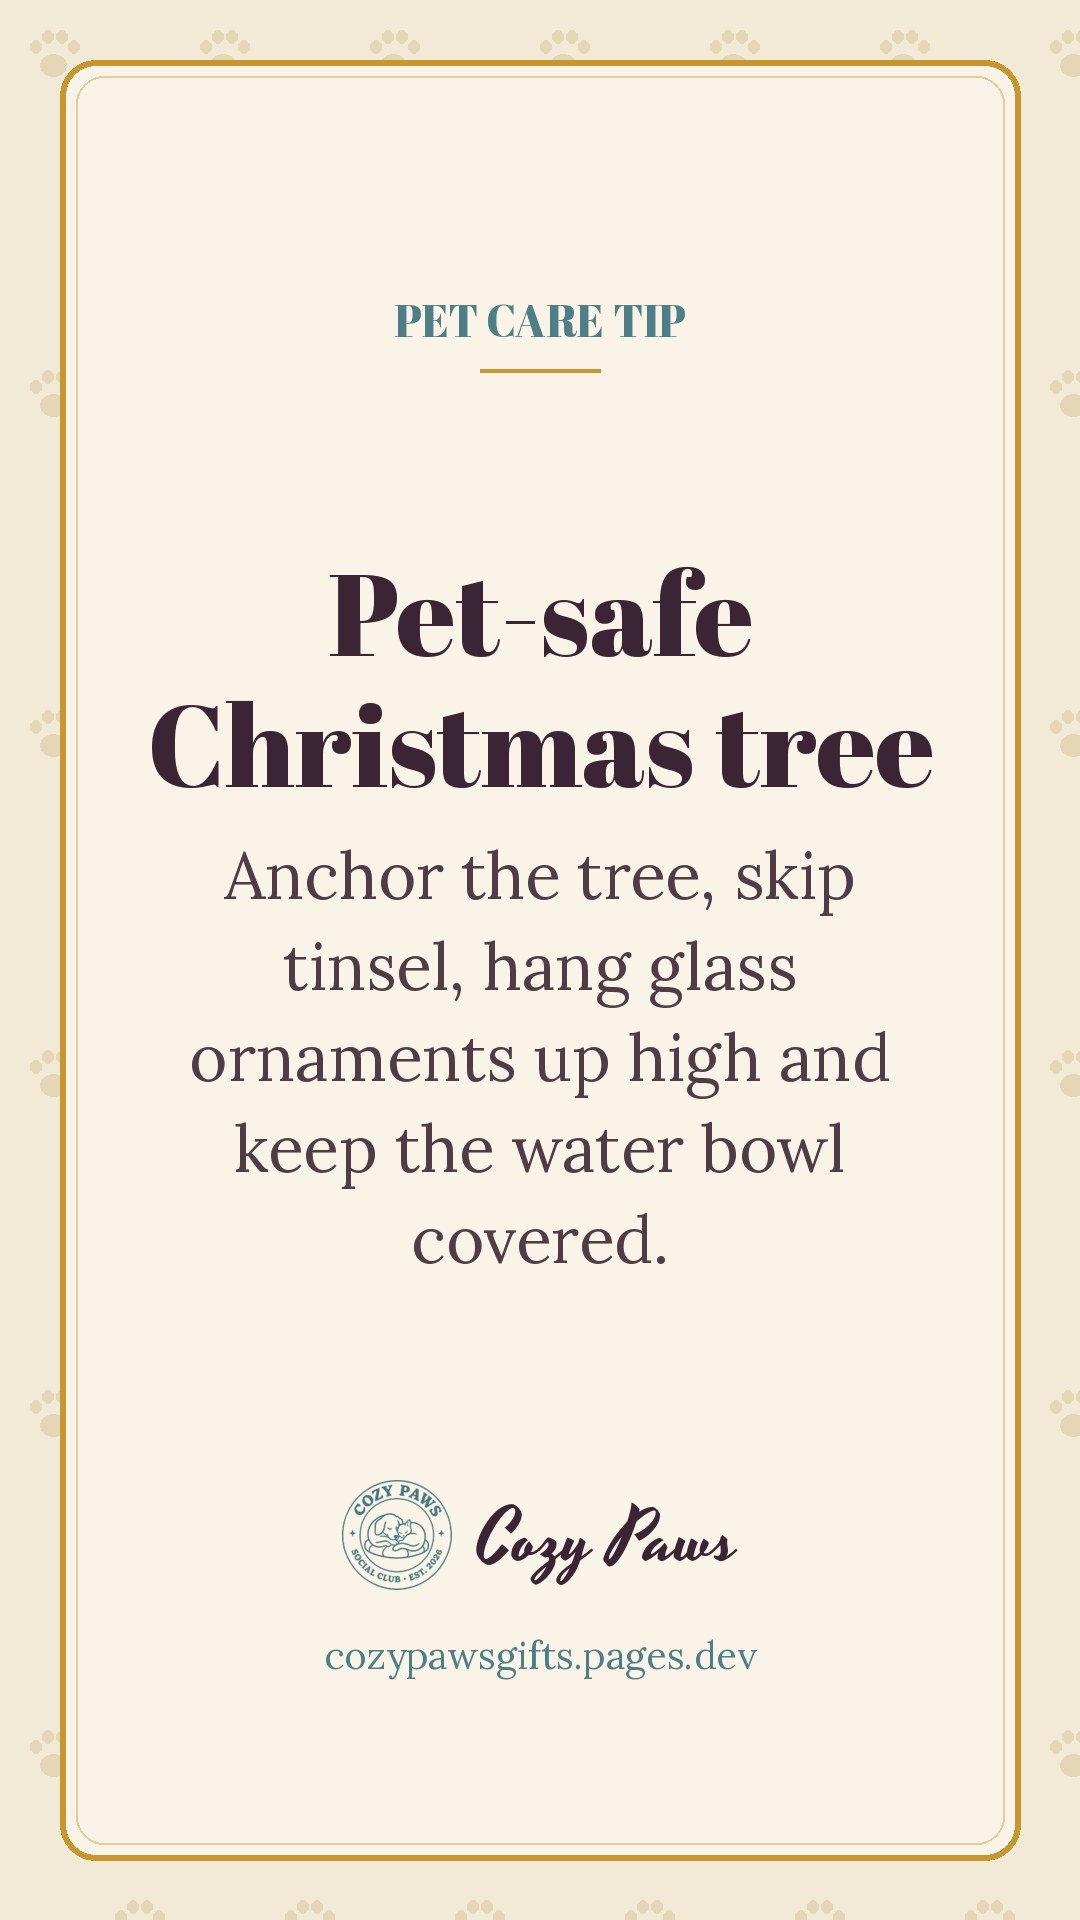 PET CARE TIP
Pet-safe
Christmas tree
Anchor the tree, skip
tinsel, hang glass
ornaments up high and
keep the water bowl
covered.
COZY PAWS
SOCIAL CLUB · EST. 2026
Cozy Paws
cozypawsgifts.pages.dev